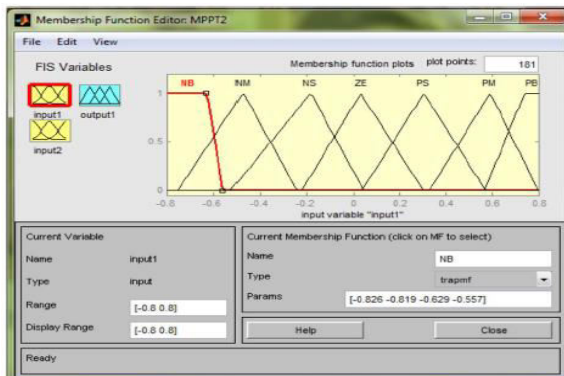 Membership Function Editor: MPPT2
File Edit View
FIS Variables
Membership function plots plot points: 181
NB NM NS ZE PS PM PB
input1 output1
input2
1
0.5
0
-0.8 -0.6 -0.4 -0.2 0 0.2 0.4 0.6 0.8
input variable "input1"
Current Variable
Name input1
Type input
Range [-0.8 0.8]
Display Range [-0.8 0.8]
Current Membership Function (click on MF to select)
Name NB
Type trapmf
Params [-0.826 -0.819 -0.629 -0.557]
Help Close
Ready